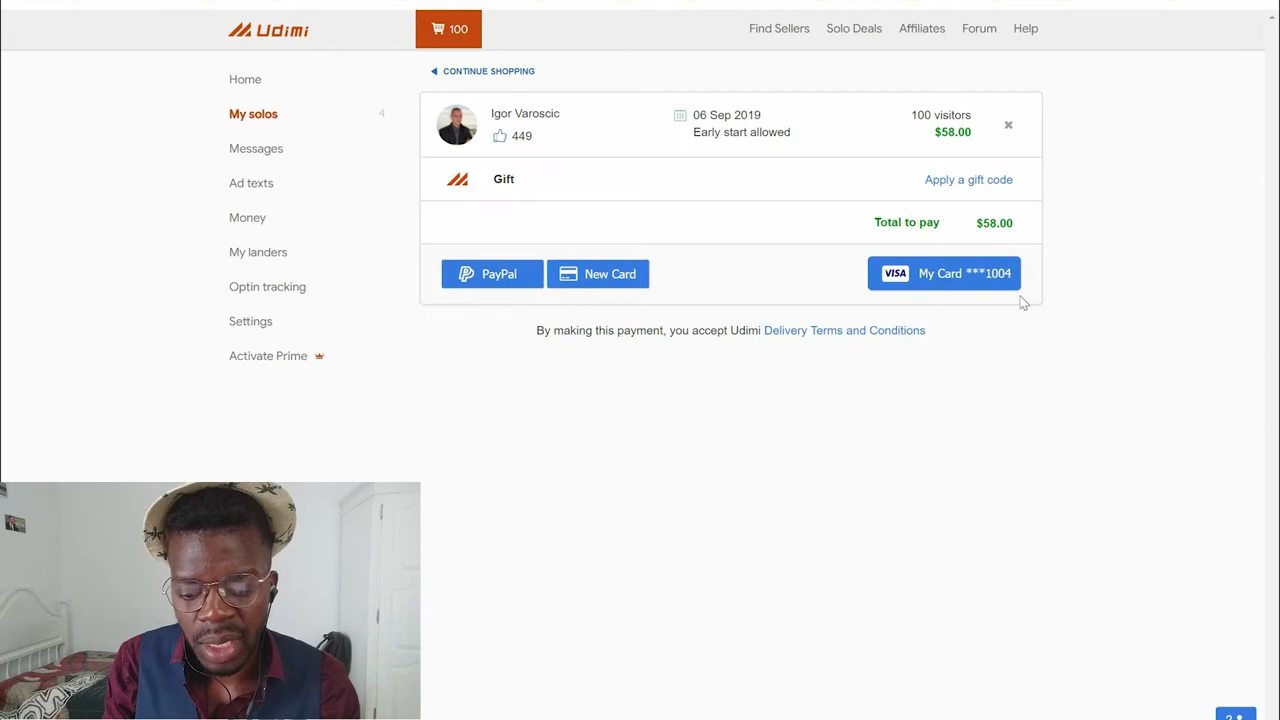 Udimi
100
Find Sellers
Solo Deals
Affiliates
Forum
Help
Home
My solos 4
Messages
Ad texts
Money
My landers
Optin tracking
Settings
Activate Prime
CONTINUE SHOPPING
Igor Varoscic
449
06 Sep 2019
Early start allowed
100 visitors
$58.00
Gift
Apply a gift code
Total to pay $58.00
PayPal
New Card
VISA My Card ***1004
By making this payment, you accept Udimi Delivery Terms and Conditions
2